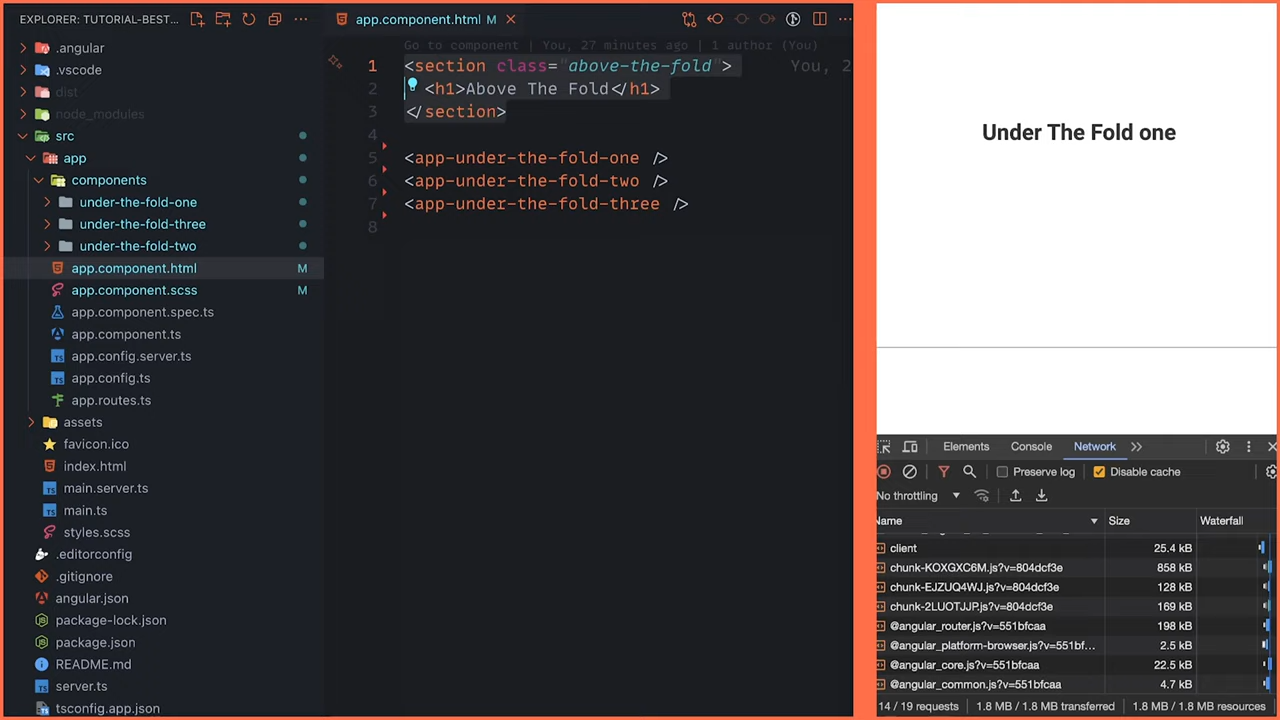 EXPLORER: TUTORIAL-BEST...
.angular
.vscode
dist
node_modules
src
app
components
under-the-fold-one
under-the-fold-three
under-the-fold-two
app.component.html M
app.component.scss M
app.component.spec.ts
app.component.ts
app.config.server.ts
app.config.ts
app.routes.ts
assets
favicon.ico
index.html
main.server.ts
main.ts
styles.scss
.editorconfig
.gitignore
angular.json
package-lock.json
package.json
README.md
server.ts
tsconfig.app.json
app.component.html M
Go to component | You, 27 minutes ago | 1 author (You)
1 <section class="above-the-fold"> You, 2
2 <h1>Above The Fold</h1>
3 </section>
4
5 <app-under-the-fold-one />
6 <app-under-the-fold-two />
7 <app-under-the-fold-three />
8
Under The Fold one
Elements Console Network
Preserve log Disable cache
No throttling
Name Size Waterfall
client 25.4 kB
chunk-KOXGXC6M.js?v=804dcf3e 858 kB
chunk-EJZUQ4WJ.js?v=804dcf3e 128 kB
chunk-2LUOTJJP.js?v=804dcf3e 169 kB
@angular_router.js?v=551bfcaa 198 kB
@angular_platform-browser.js?v=551bf... 2.5 kB
@angular_core.js?v=551bfcaa 22.5 kB
@angular_common.js?v=551bfcaa 4.7 kB
14 / 19 requests 1.8 MB / 1.8 MB transferred 1.8 MB / 1.8 MB resources